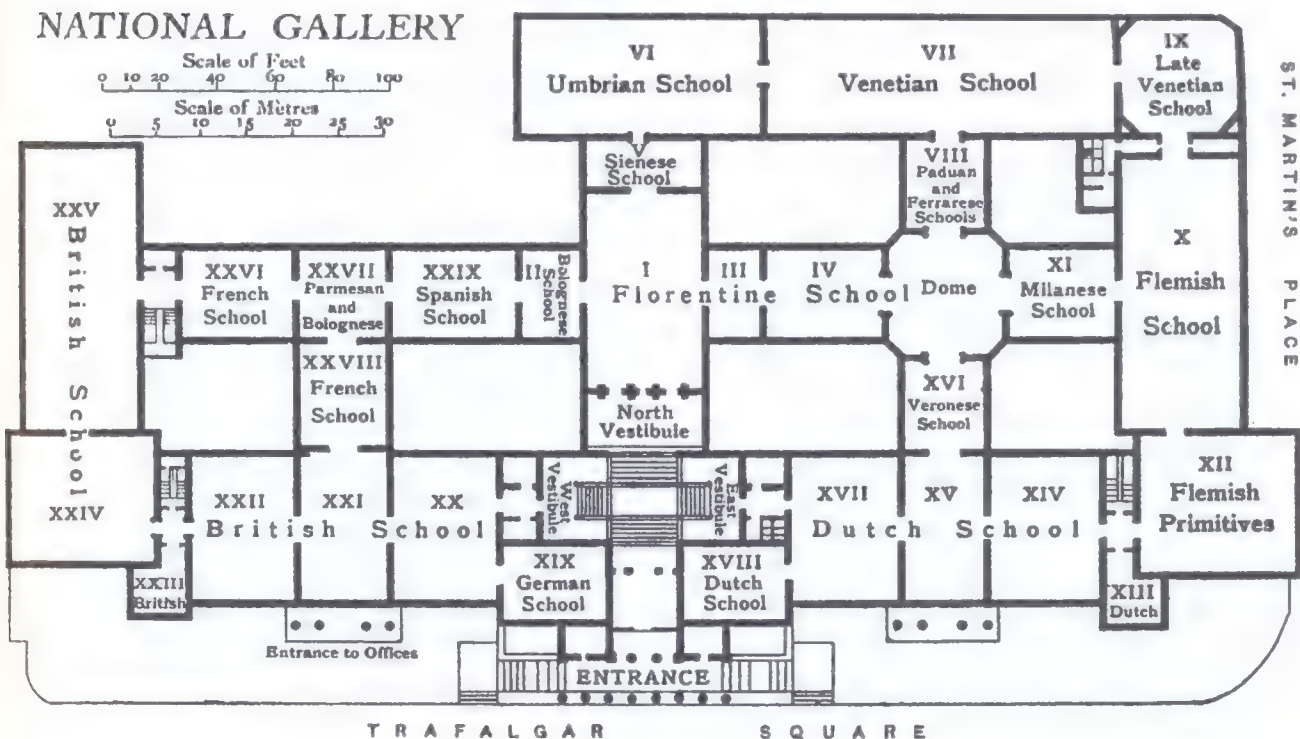 NATIONAL GALLERY
Scale of Feet
0 10 20 40 60 80 100
Scale of Mètres
0 5 10 15 20 25 30
VI
Umbrian School
VII
Venetian School
IX
Late
Venetian
School
V
Sienese
School
VIII
Paduan
and
Ferrarese
Schools
ST. MARTIN'S PLACE
XXV
British School
XXIV
XXVI
French
School
XXVII
Parmesan
and
Bolognese
XXIX
Spanish
School
II
Bolognese
School
I
III
IV
Florentine School
Dome
XI
Milanese
School
X
Flemish
School
XXVIII
French
School
North
Vestibule
XVI
Veronese
School
XXII
XXI
XX
British School
West
Vestibule
East
Vestibule
XVII
XV
XIV
Dutch School
XII
Flemish
Primitives
XXIII
British
XIX
German
School
XVIII
Dutch
School
XIII
Dutch
Entrance to Offices
ENTRANCE
TRAFALGAR SQUARE